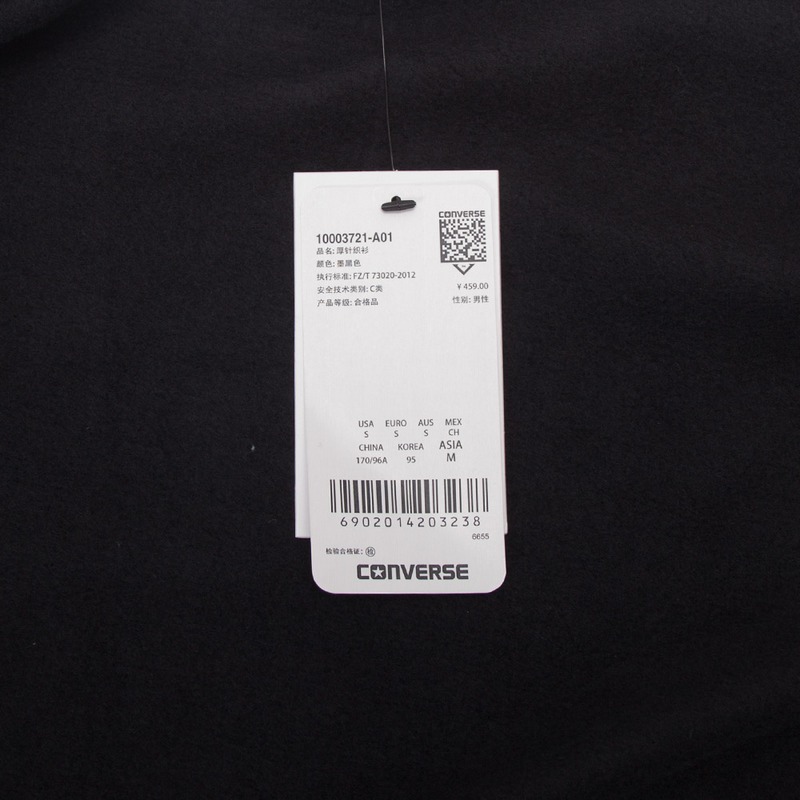 CONVERSE
10003721-A01
品名: 厚针织衫
颜色: 墨黑色
执行标准: FZ/T 73020-2012
安全技术类别: C类
¥ 459.00
产品等级: 合格品
性别: 男性
USA EURO AUS MEX
S S S CH
CHINA KOREA ASIA
170/96A 95 M
6902014203238
6655
检验合格证: 检
CONVERSE